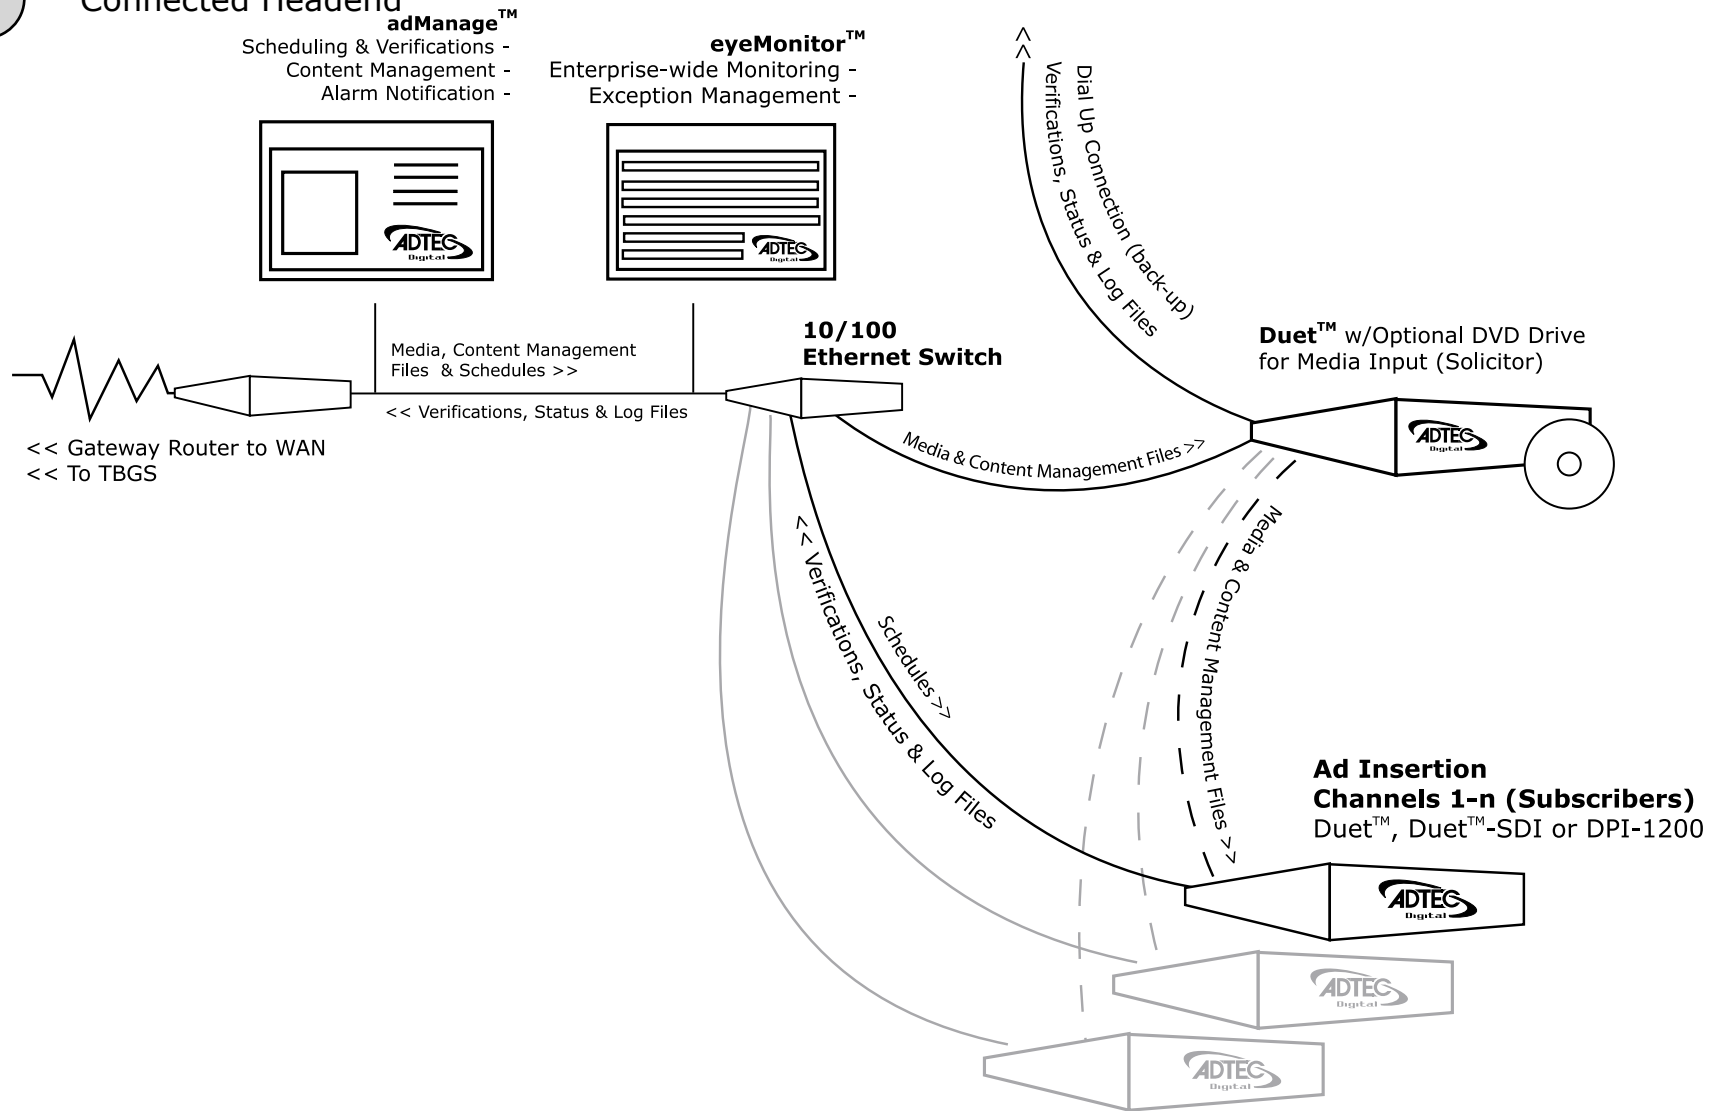 Connected Headend
adManage™
Scheduling & Verifications -
Content Management -
Alarm Notification -
eyeMonitor™
Enterprise-wide Monitoring -
Exception Management -
ADTEC
Digital
ADTEC
Digital
<< 
Dial Up Connection (back-up)
Verifications, Status & Log Files
Duet™ w/Optional DVD Drive
for Media Input (Solicitor)
ADTEC
Digital
10/100
Ethernet Switch
Media, Content Management
Files & Schedules >>
<< Verifications, Status & Log Files
<< Gateway Router to WAN
<< To TBGS
Media & Content Management Files >>
Schedules >>
<< Verifications, Status & Log Files
Media & Content Management Files >>
Ad Insertion
Channels 1-n (Subscribers)
Duet™, Duet™-SDI or DPI-1200
ADTEC
Digital
ADTEC
Digital
ADTEC
Digital